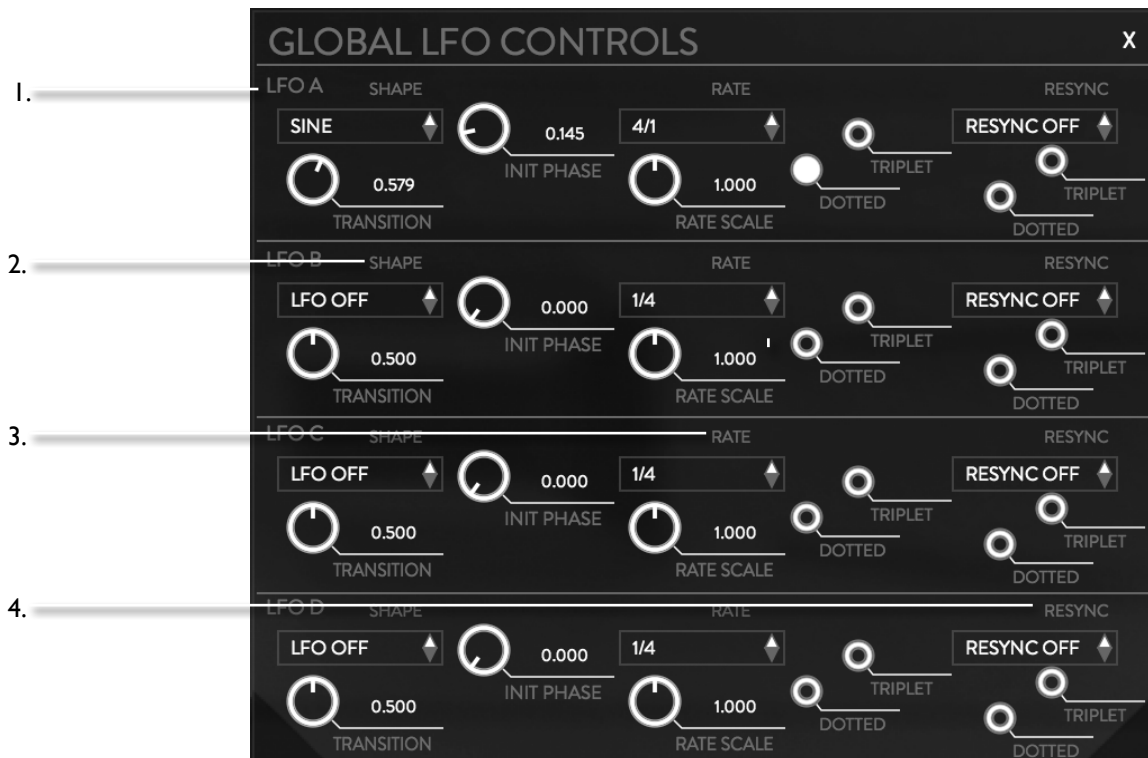 GLOBAL LFO CONTROLS X
1. LFO A SHAPE RATE RESYNC
SINE 0.145 4/1 RESYNC OFF
INIT PHASE TRIPLET
0.579 1.000 TRIPLET
TRANSITION RATE SCALE DOTTED DOTTED
2. LFO B SHAPE RATE RESYNC
LFO OFF 0.000 1/4 RESYNC OFF
INIT PHASE TRIPLET
0.500 1.000 TRIPLET
TRANSITION RATE SCALE DOTTED DOTTED
3. LFO C SHAPE RATE RESYNC
LFO OFF 0.000 1/4 RESYNC OFF
INIT PHASE TRIPLET
0.500 1.000 TRIPLET
TRANSITION RATE SCALE DOTTED DOTTED
4. LFO D SHAPE RATE RESYNC
LFO OFF 0.000 1/4 RESYNC OFF
INIT PHASE TRIPLET
0.500 1.000 TRIPLET
TRANSITION RATE SCALE DOTTED DOTTED